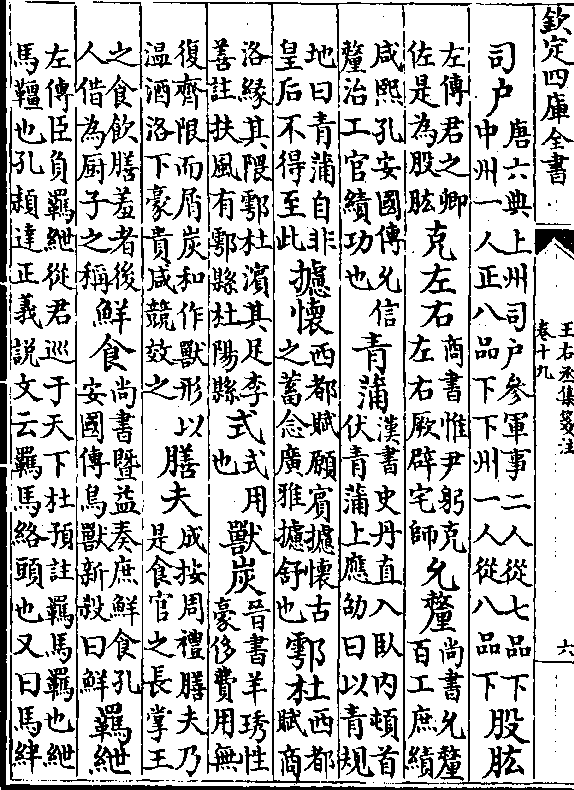 欽定四庫全書
王右丞集箋注
卷十九
六
司户唐六典上州司户參軍事二人從七品下中州一人正八品下下州一人從八品下股肱
左傳君之卿佐是為股肱克左右商書惟尹躬克左右厥辟宅師允釐尚書允釐百工庶績
咸熙孔安國傳允信釐治工官績功也青蒲漢書史丹直入臥内頓首伏青蒲上應劭曰以青規
地曰青蒲自非皇后不得至此攄懷西都賦願賓攄懷古之蓄念廣雅攄舒也鄠杜西都賦商
洛緣其隈鄠杜濱其足李善註扶風有鄠縣杜陽縣式式用也獸炭晉書羊琇性豪侈費用無
復齊限而屑炭和作獸形以温酒洛下豪貴咸競效之膳夫成按周禮膳夫乃是食官之長掌王
之食飲膳羞者後人借為厨子之稱鮮食尚書暨益奏庶鮮食孔安國傳鳥獸新殺曰鮮羈紲
左傳臣負羈紲從君巡于天下杜預註羈馬羈也紲馬韁也孔穎達正義説文云羈馬絡頭也又曰馬絆